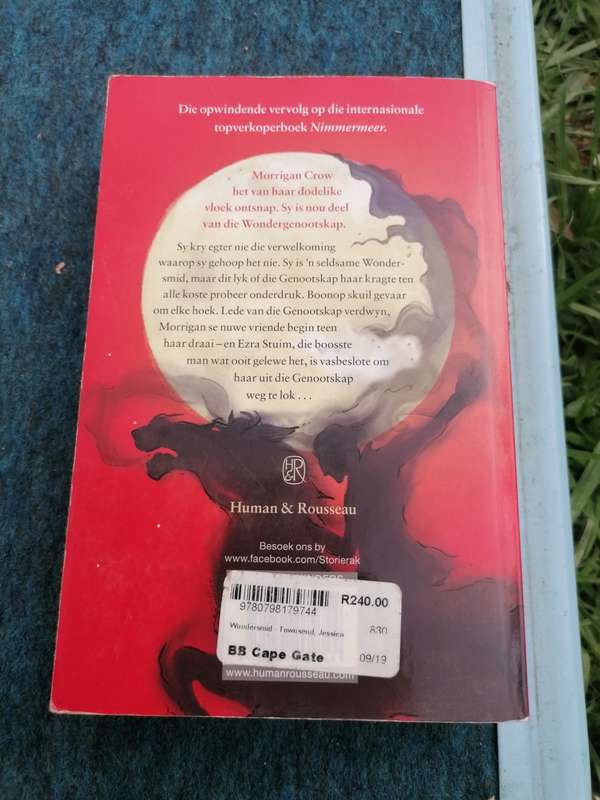 Die opwindende vervolg op die internasionale
topverkoperboek Nimmermeer.
Morrigan Crow
het van haar dodelike
vloek ontsnap. Sy is nou deel
van die Wondergenootskap.
Sy kry egter nie die verwelkoming
waarop sy gehoop het nie. Sy is 'n seldsame Wonder-
smid, maar dit lyk of die Genootskap haar kragte ten
alle koste probeer onderdruk. Boonop skuil gevaar
om elke hoek. Lede van die Genootskap verdwyn,
Morrigan se nuwe vriende begin teen
haar draai – en Ezra Stuim, die booste
man wat ooit gelewe het, is vasbeslote om
haar uit die Genootskap
weg te lok . . .
H&R
Human & Rousseau
Besoek ons by
www.facebook.com/Storierak
R240.00
9780798179744
Wondersmid - Townsend, Jessica 830
BB Cape Gate 09/19
www.humanrousseau.com